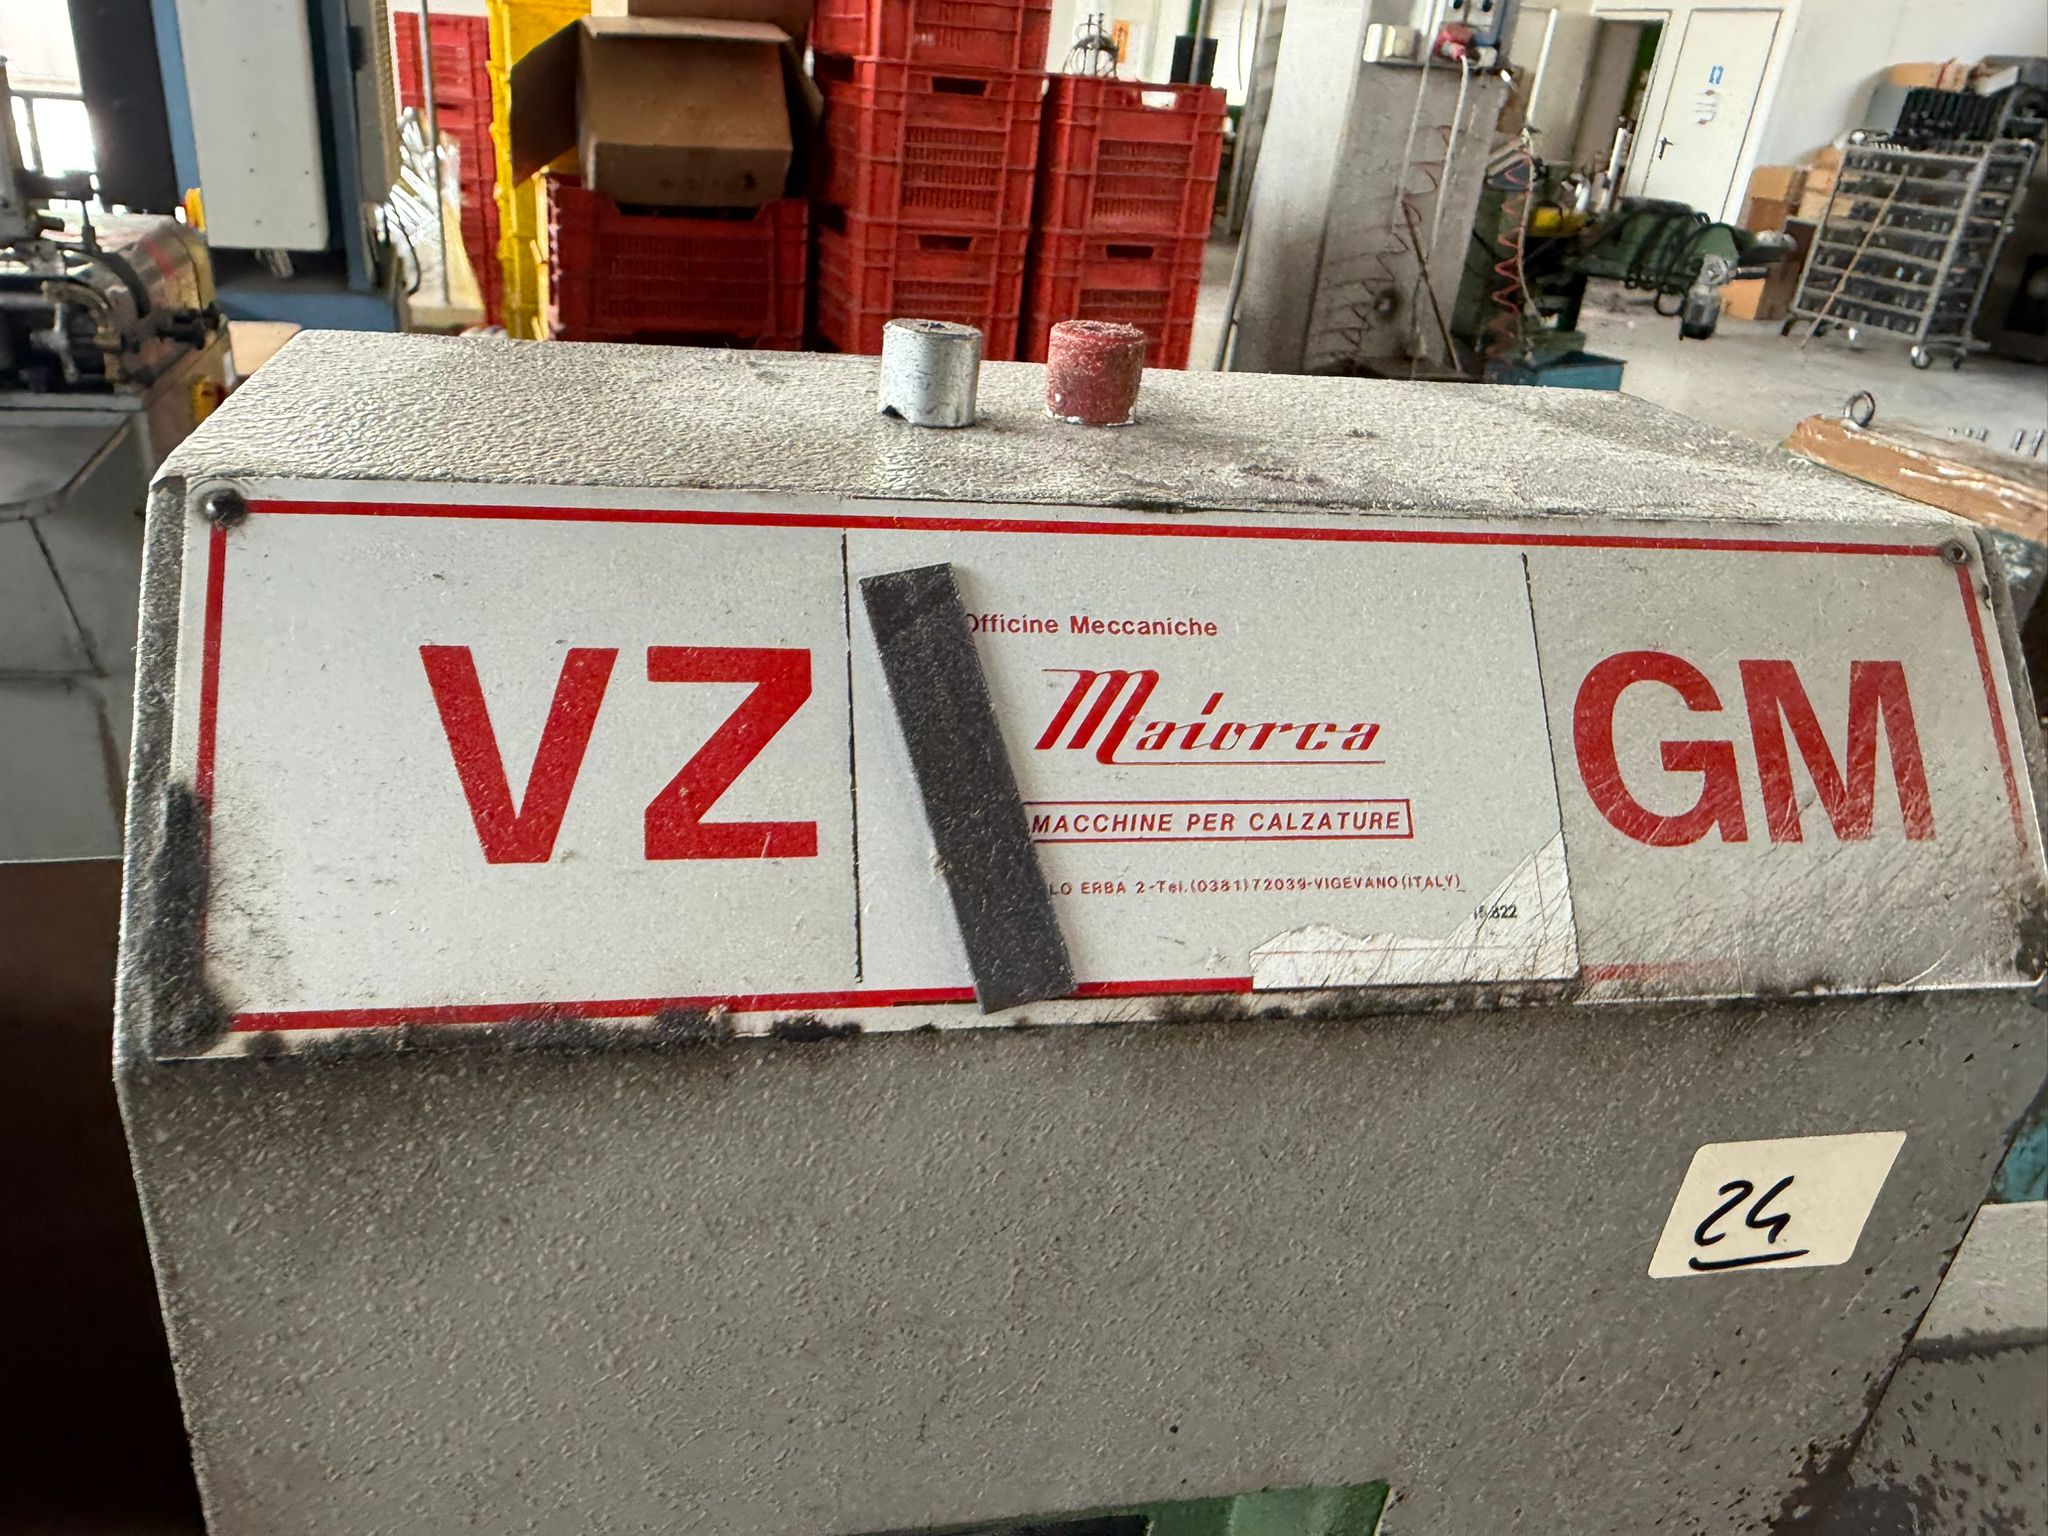 VZ
Officine Meccaniche
Maiorca
MACCHINE PER CALZATURE
LO ERBA 2-Tel.(0381)72039-VIGEVANO(ITALY)
GM
24